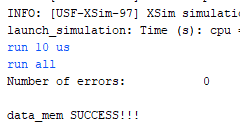 INFO: [USF-XSim-97] XSim simulati
launch_simulation: Time (s): cpu =
run 10 us
run all
Number of errors: 0
data_mem SUCCESS!!!